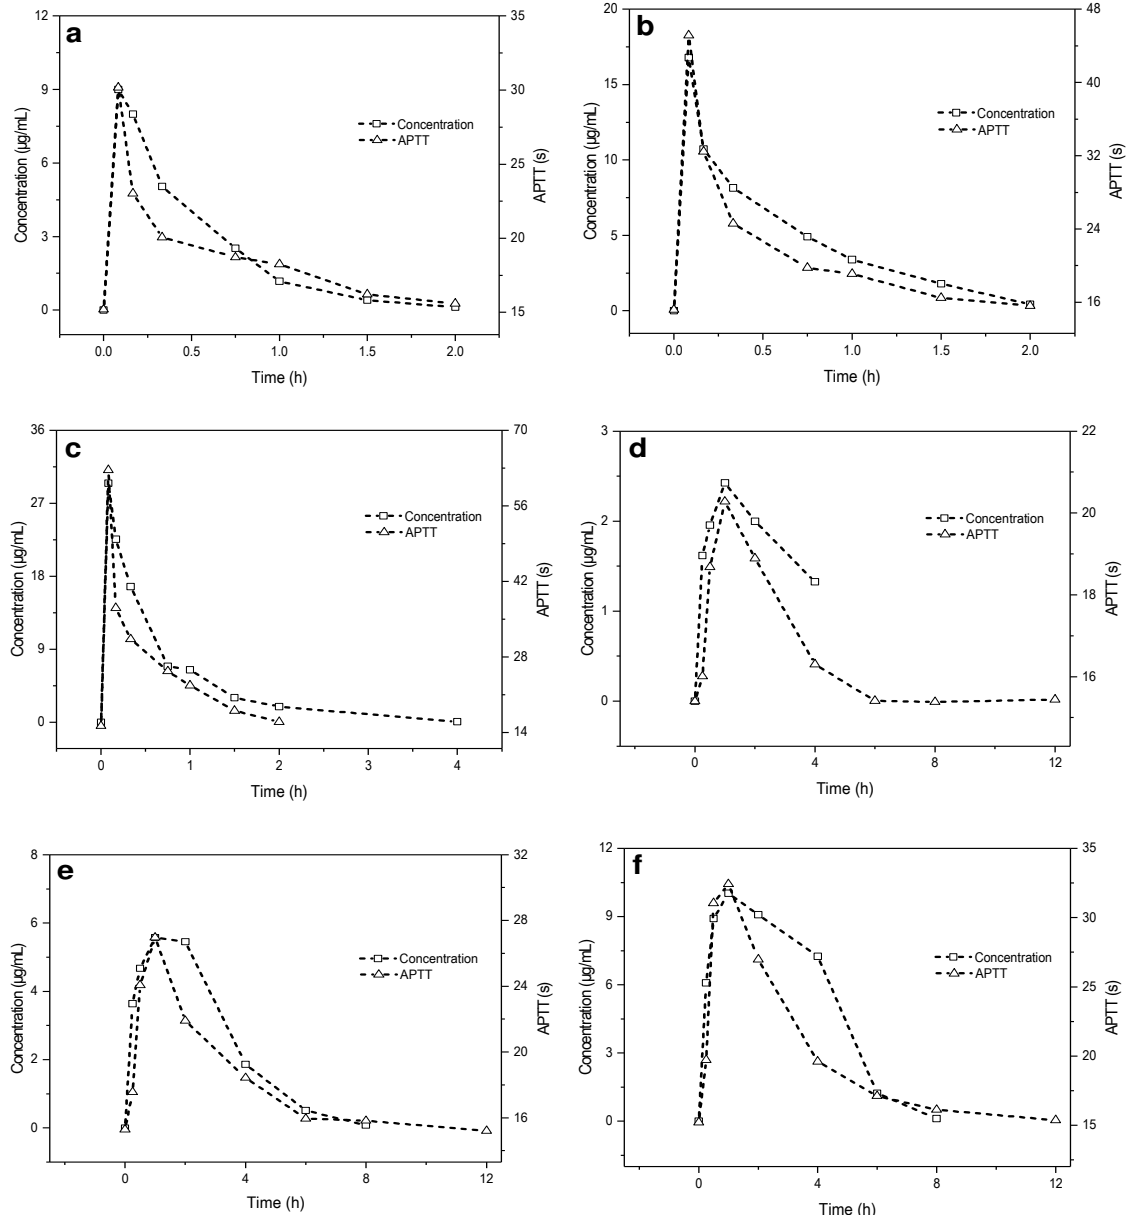 a
12
9
6
3
0
35
30
25
20
15
0.0 0.5 1.0 1.5 2.0
Concentration (µg/mL)
APTT (s)
Time (h)
Concentration
APTT
b
20
15
10
5
0
48
40
32
24
16
0.0 0.5 1.0 1.5 2.0
Concentration (µg/mL)
APTT (s)
Time (h)
Concentration
APTT
c
36
27
18
9
0
70
56
42
28
14
0 1 2 3 4
Concentration (µg/mL)
APTT (s)
Time (h)
Concentration
APTT
d
3
2
1
0
22
20
18
16
0 4 8 12
Concentration (µg/mL)
APTT (s)
Time (h)
Concentration
APTT
e
8
6
4
2
0
32
28
24
20
16
0 4 8 12
Concentration (µg/mL)
APTT (s)
Time (h)
Concentration
APTT
f
12
9
6
3
0
35
30
25
20
15
0 4 8 12
Concentration (µg/mL)
APTT (s)
Time (h)
Concentration
APTT